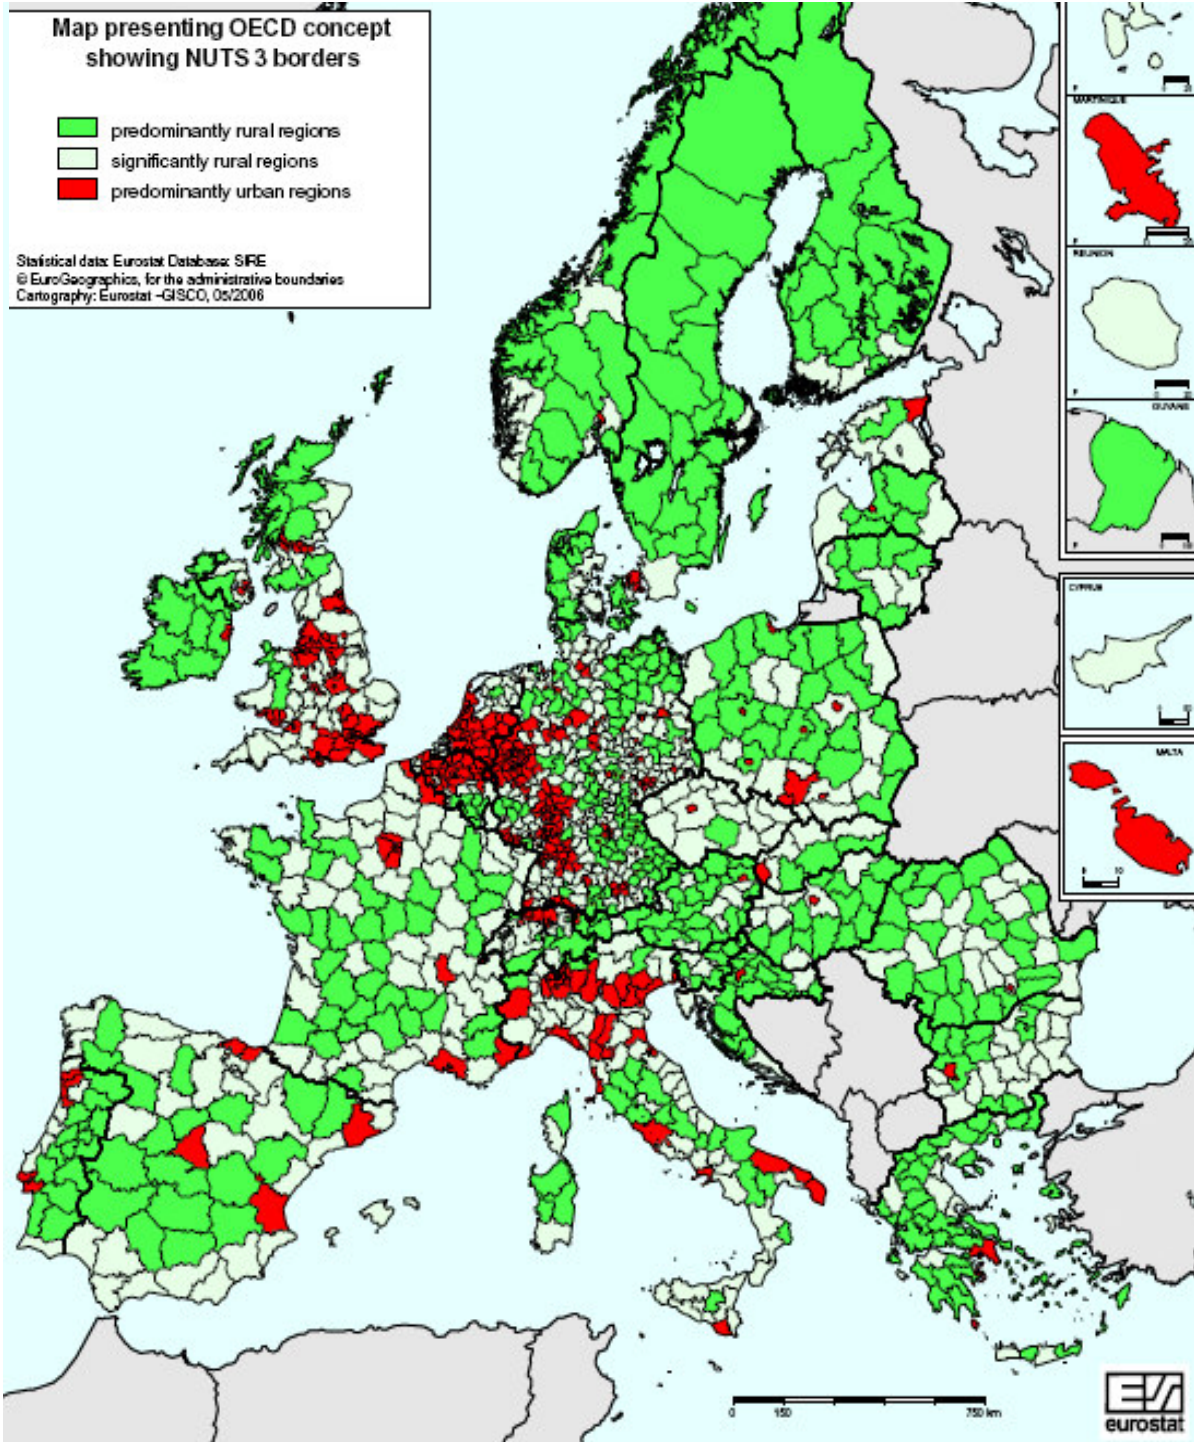 Map presenting OECD concept
showing NUTS 3 borders
predominantly rural regions
significantly rural regions
predominantly urban regions
Statistical data: Eurostat Database: SIRE
© EuroGeographics, for the administrative boundaries
Cartography: Eurostat -GISCO, 05/2006
F
MARTINIQUE
F
REUNION
F
GUYANE
F
CYPRUS
MALTA
0 150 750 km
eurostat